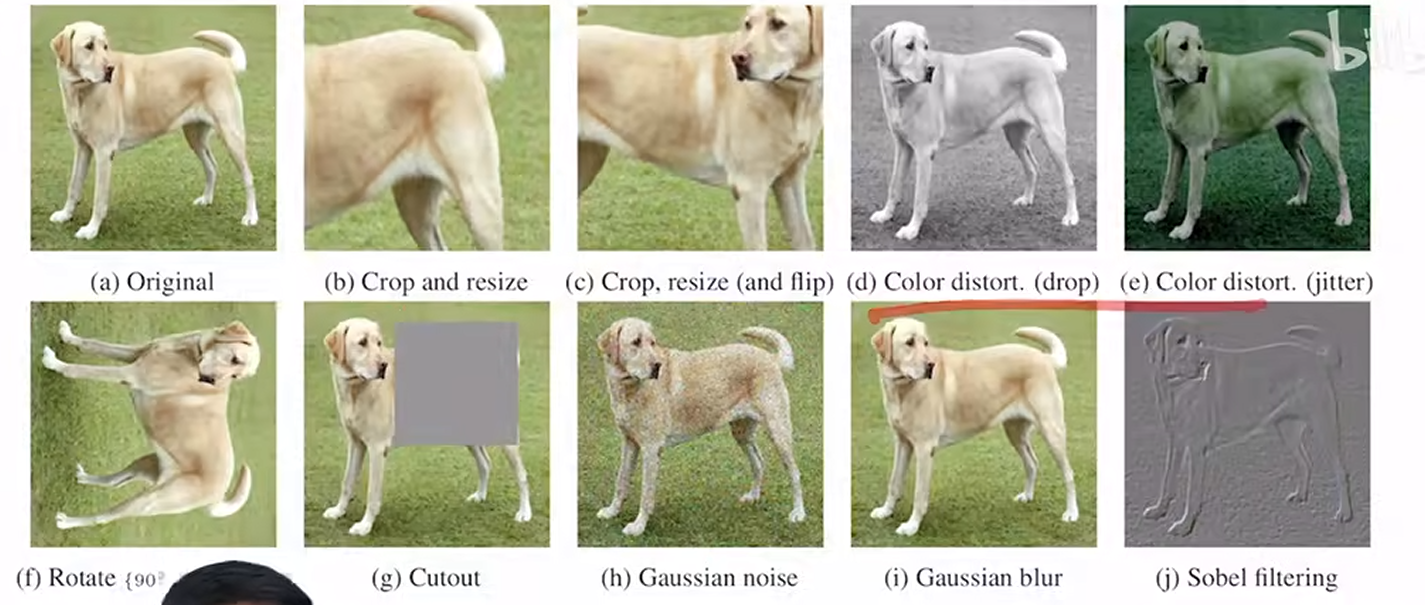 (a) Original
(b) Crop and resize
(c) Crop, resize (and flip)
(d) Color distort. (drop)
(e) Color distort. (jitter)
(f) Rotate {90°
(g) Cutout
(h) Gaussian noise
(i) Gaussian blur
(j) Sobel filtering